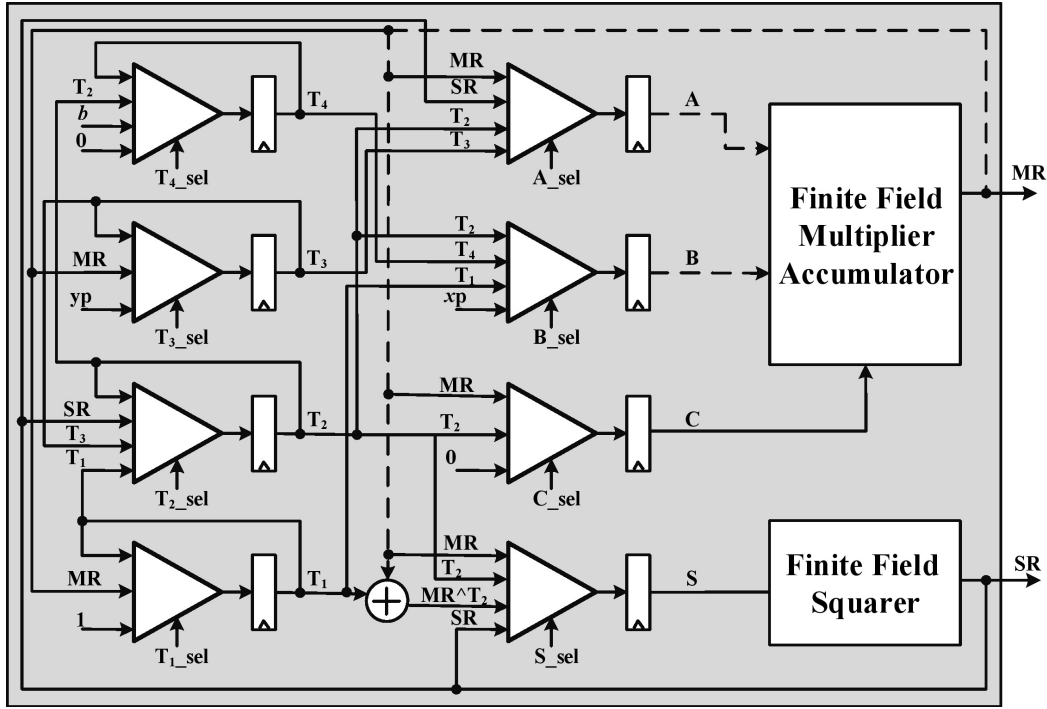 T₂
b
0
T₄_sel
T₄
MR
SR
T₂
T₃
A_sel
A
Finite Field
Multiplier
Accumulator
MR
MR
yp
T₃_sel
T₃
T₂
T₄
T₁
xp
B_sel
B
SR
T₃
T₁
T₂_sel
T₂
MR
T₂
0
C_sel
C
MR
1
T₁_sel
T₁
MR
T₂
MR^T₂
SR
S_sel
S
Finite Field
Squarer
SR